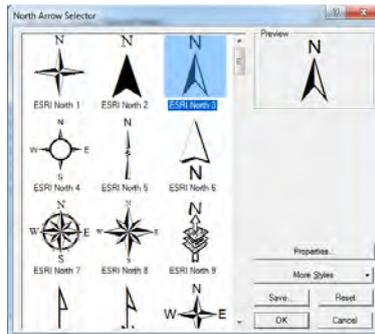 North Arrow Selector
N N N
ESRI North 1 ESRI North 2 ESRI North 3
N
W E
S
ESRI North 4 ESRI North 5 ESRI North 6
N
N
W E
S
ESRI North 7 ESRI North 8 ESRI North 9
N
W E
Preview
N
Properties...
More Styles
Save... Reset
OK Cancel